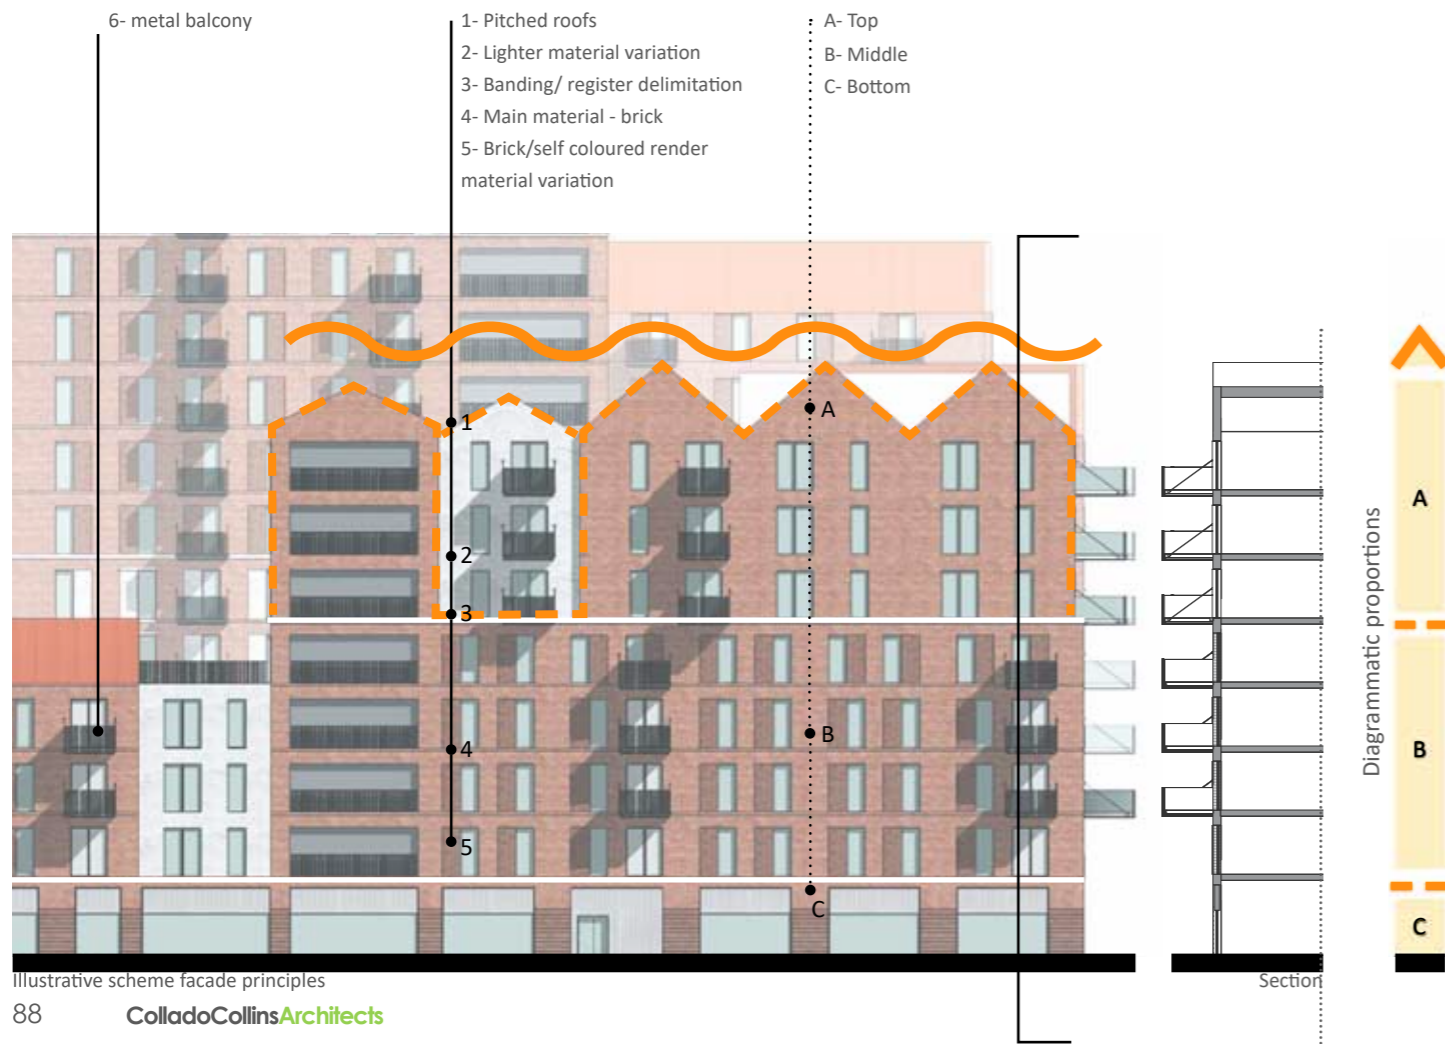 6- metal balcony
1- Pitched roofs
2- Lighter material variation
3- Banding/ register delimitation
4- Main material - brick
5- Brick/self coloured render
material variation
A- Top
B- Middle
C- Bottom
1
2
3
4
5
A
B
C
Diagrammatic proportions
A
B
C
Illustrative scheme facade principles
Section
88
ColladoCollinsArchitects